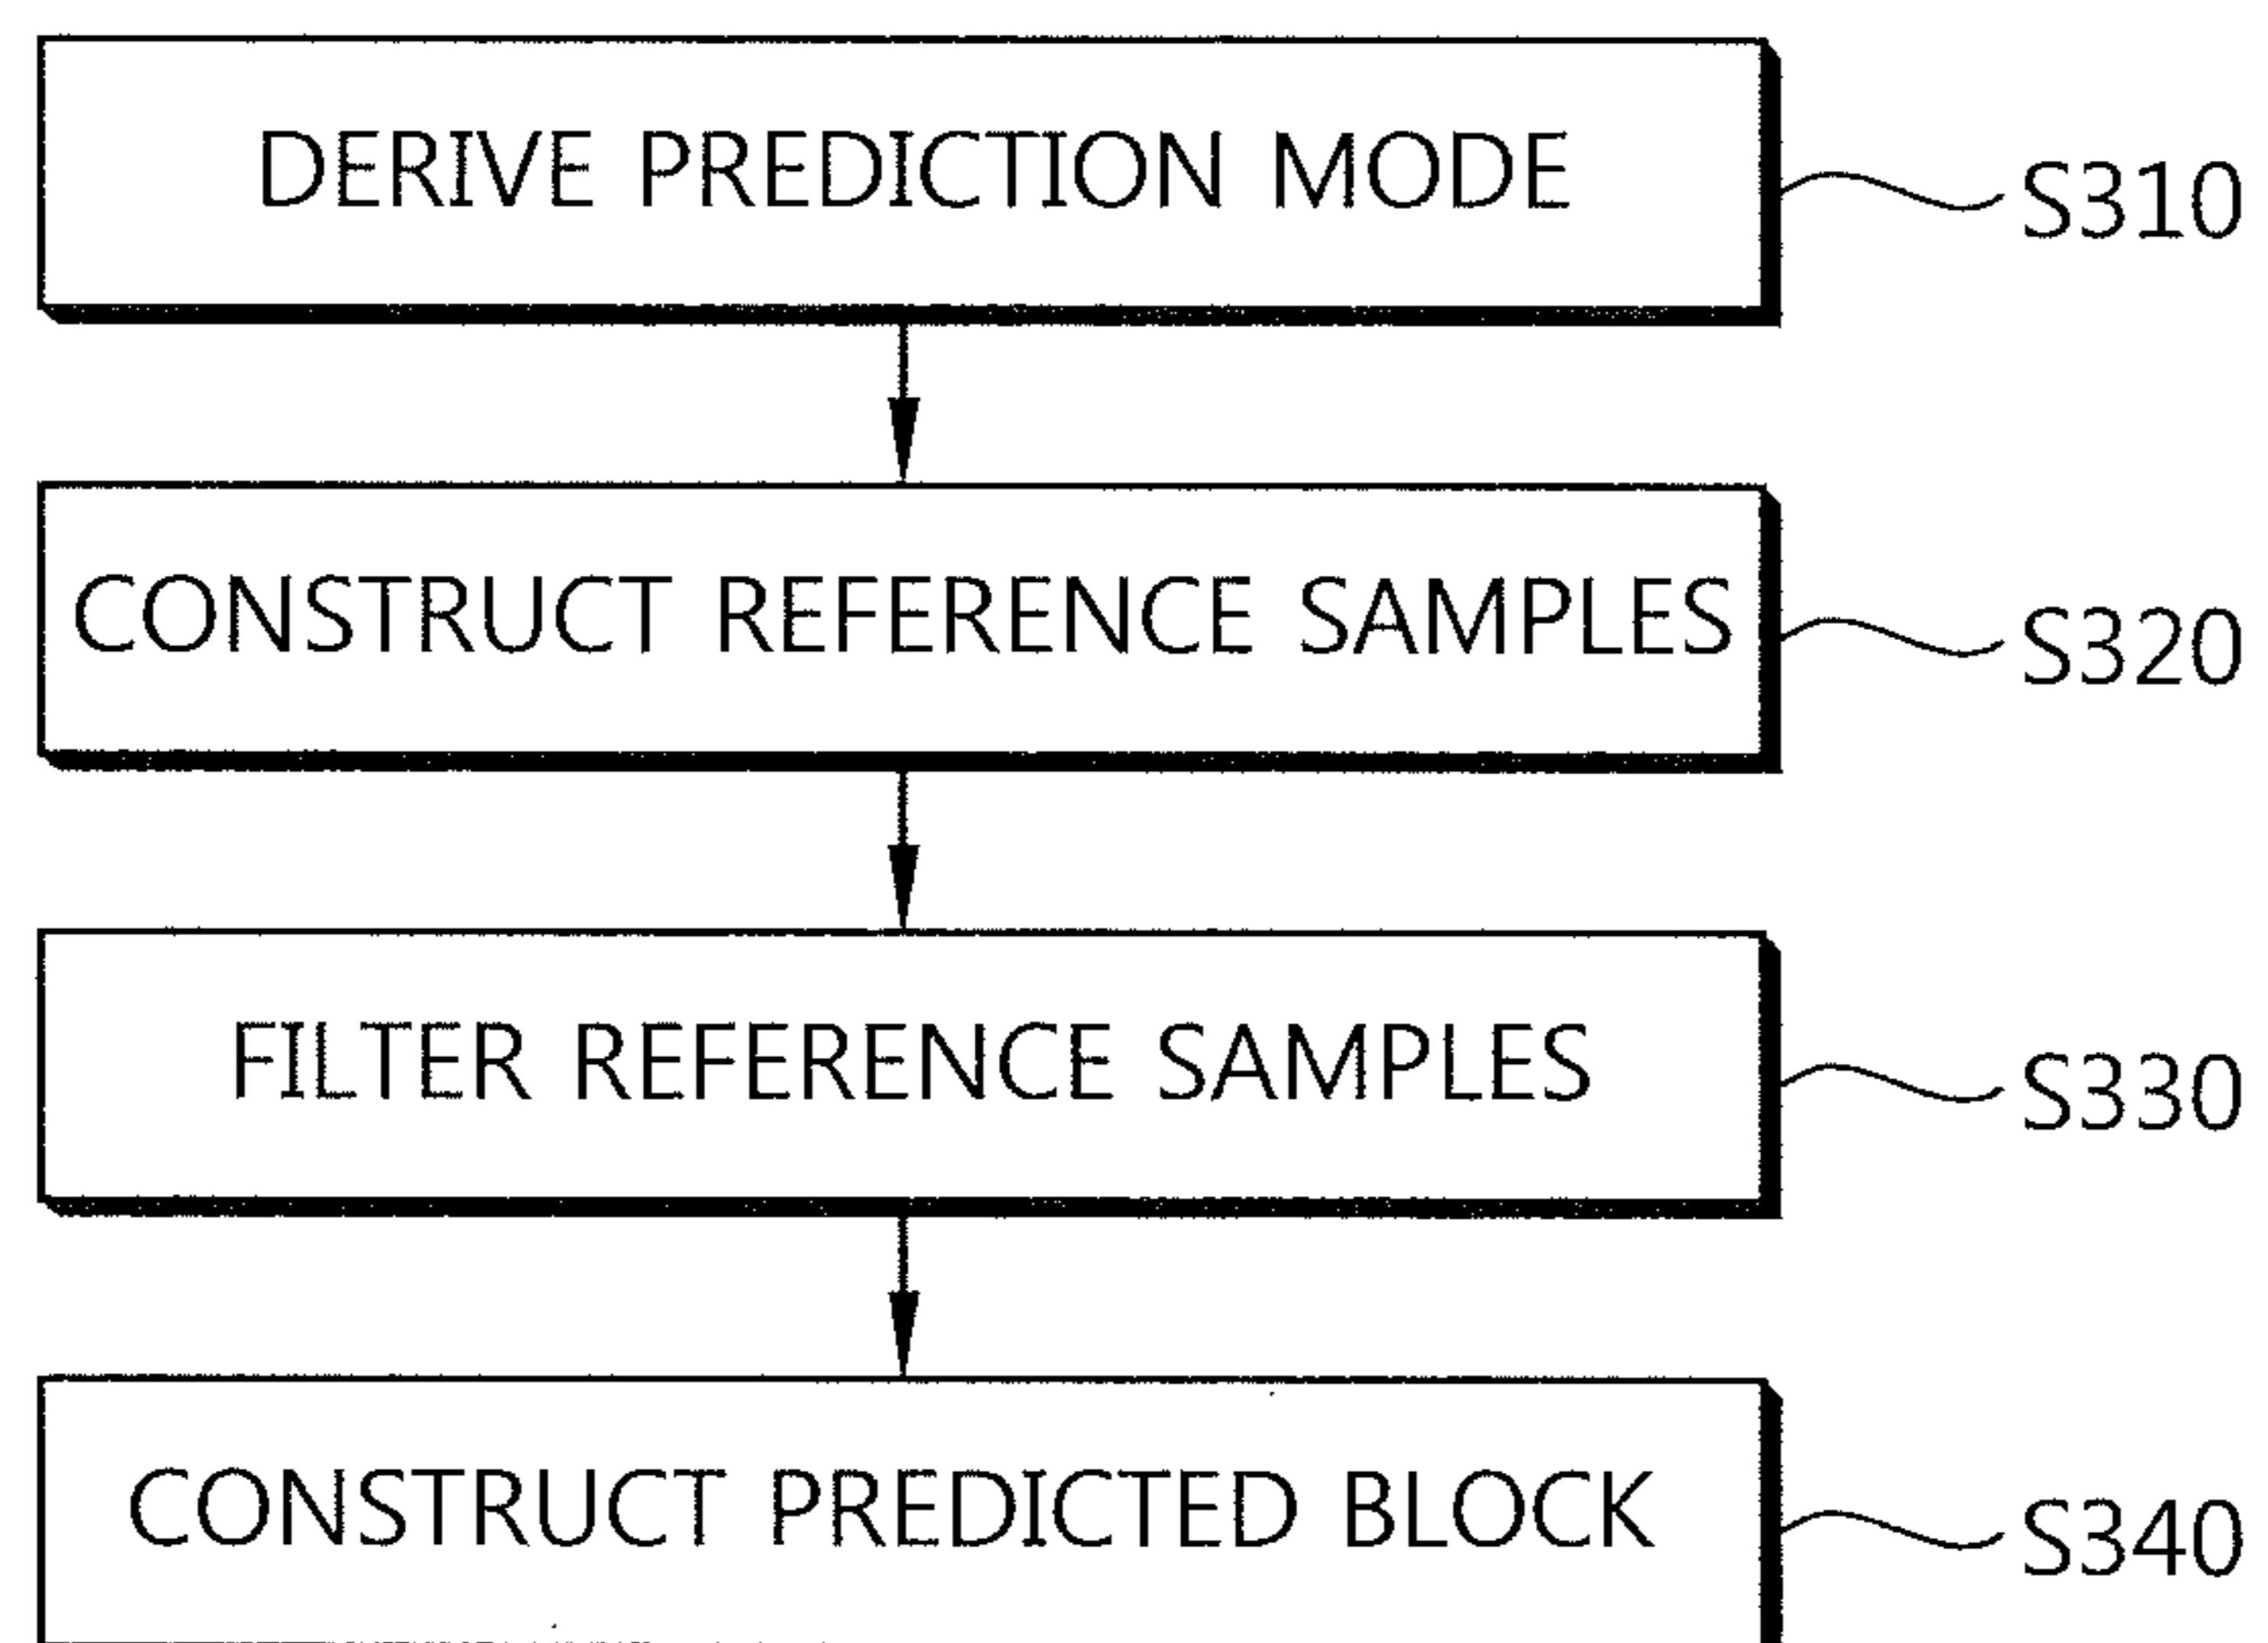 DERIVE PREDICTION MODE
S310
CONSTRUCT REFERENCE SAMPLES
S320
FILTER REFERENCE SAMPLES
S330
CONSTRUCT PREDICTED BLOCK
S340